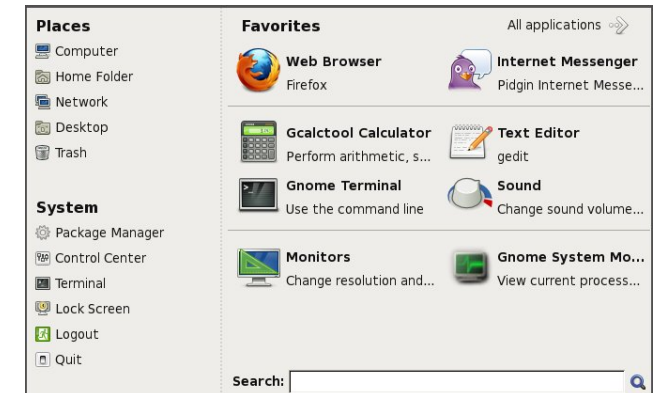 Places
Computer
Home Folder
Network
Desktop
Trash
System
Package Manager
Control Center
Terminal
Lock Screen
Logout
Quit
Favorites
All applications
Web Browser
Firefox
Internet Messenger
Pidgin Internet Messe...
Gcalctool Calculator
Perform arithmetic, s...
Text Editor
gedit
Gnome Terminal
Use the command line
Sound
Change sound volume...
Monitors
Change resolution and...
Gnome System Mo...
View current process...
Search: